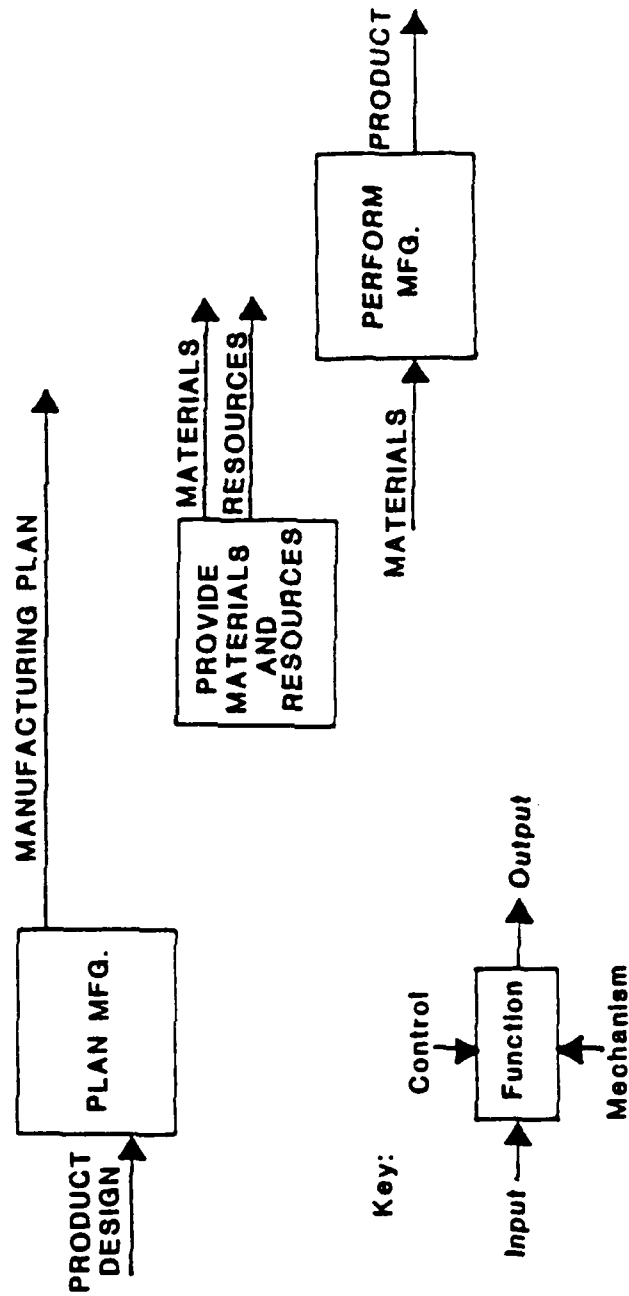 MANUFACTURING PLAN
PRODUCT
DESIGN
PLAN MFG.
MATERIALS
RESOURCES
PROVIDE
MATERIALS
AND
RESOURCES
MATERIALS
PERFORM
MFG.
PRODUCT
Key:
Control
Input
Function
Output
Mechanism